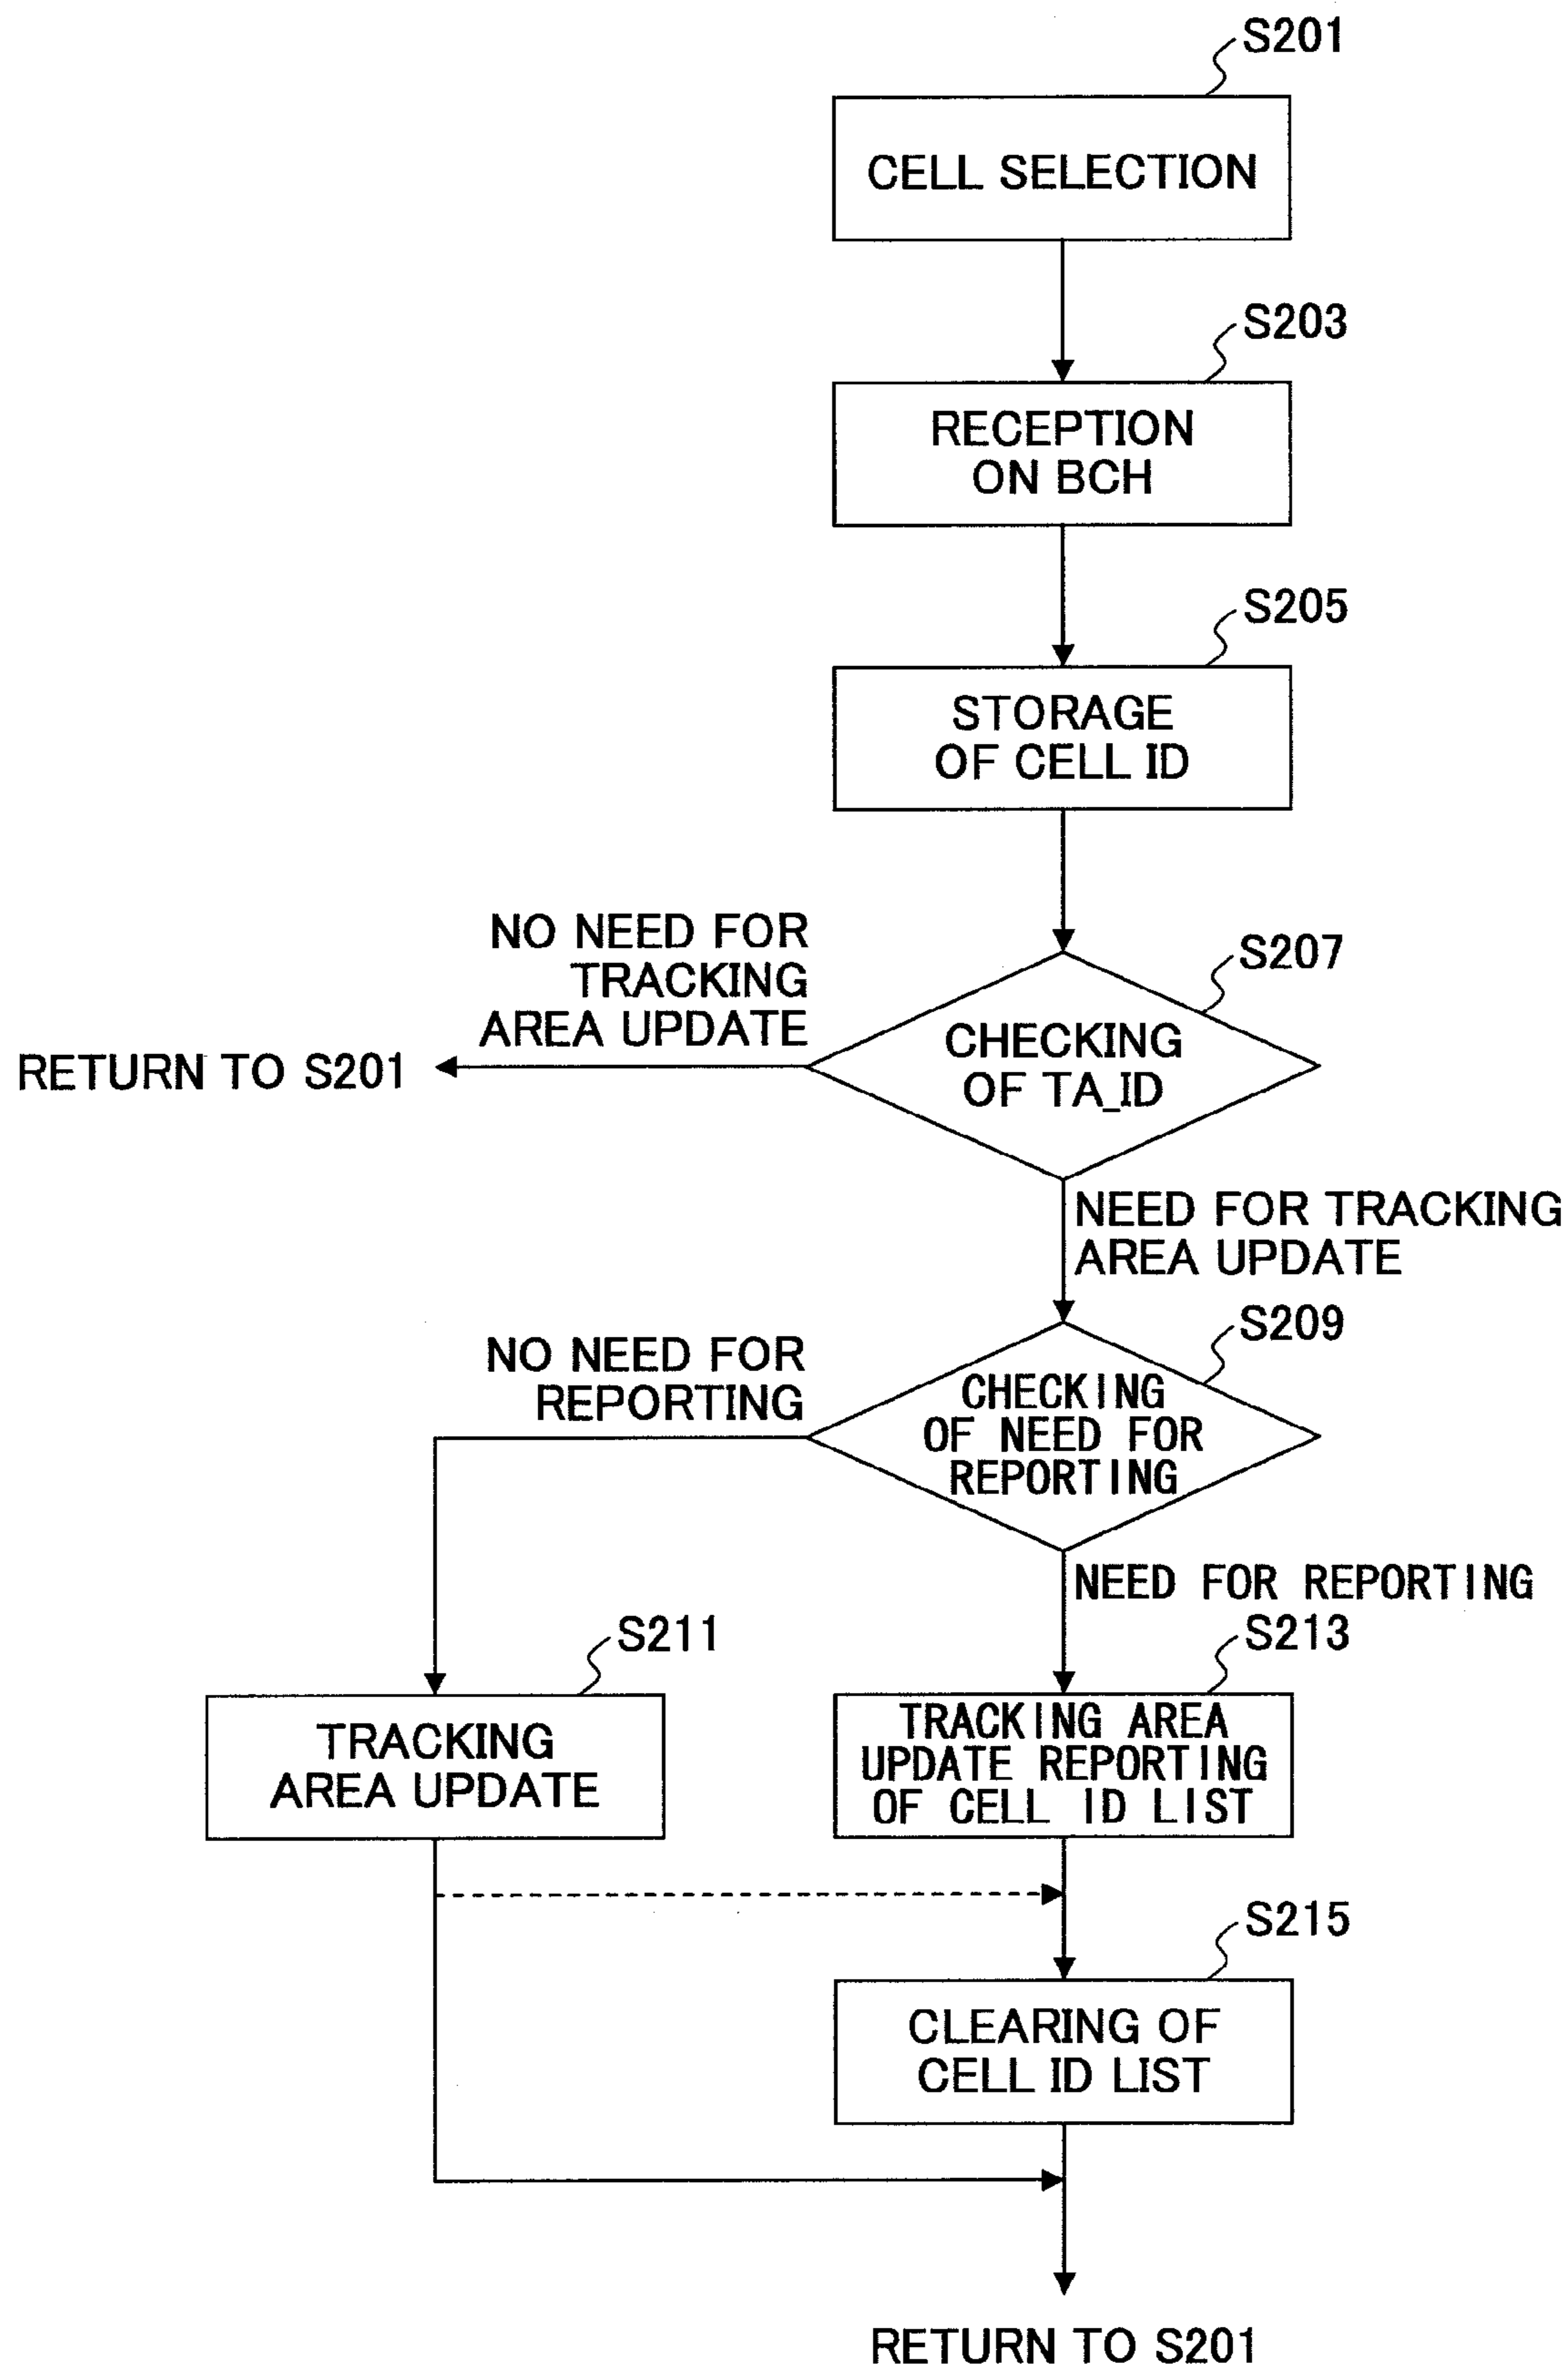 S201
CELL SELECTION
S203
RECEPTION
ON BCH
S205
STORAGE
OF CELL ID
NO NEED FOR
TRACKING
AREA UPDATE
S207
CHECKING
OF TA_ID
RETURN TO S201
NEED FOR TRACKING
AREA UPDATE
S209
NO NEED FOR
REPORTING
CHECKING
OF NEED FOR
REPORTING
NEED FOR REPORTING
S211
S213
TRACKING
AREA UPDATE
TRACKING AREA
UPDATE REPORTING
OF CELL ID LIST
S215
CLEARING OF
CELL ID LIST
RETURN TO S201